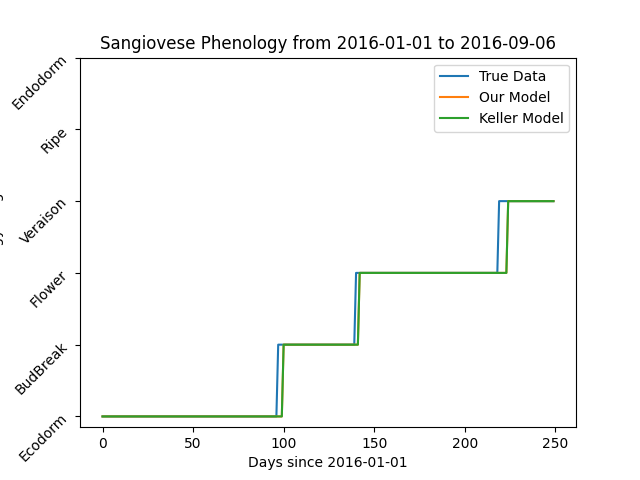 Sangiovese Phenology from 2016-01-01 to 2016-09-06
True Data
Our Model
Keller Model
Endodorm
Ripe
Veraison
Flower
BudBreak
Ecodorm
0 50 100 150 200 250
Days since 2016-01-01